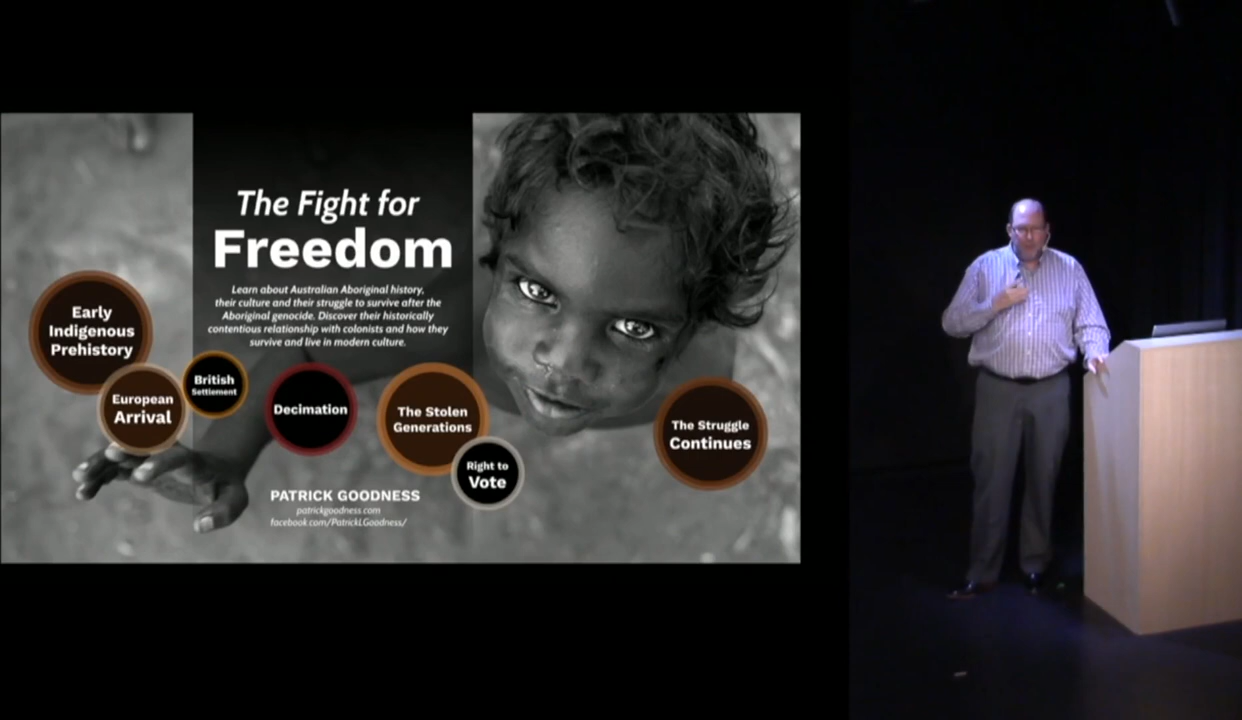 The Fight for
Freedom
Learn about Australian Aboriginal history,
their culture and their struggle to survive after the
Aboriginal genocide. Discover their historically
contentious relationship with colonists and how they
survive and live in modern culture.
Early
Indigenous
Prehistory
European
Arrival
British
Settlement
Decimation
The Stolen
Generations
Right to
Vote
The Struggle
Continues
PATRICK GOODNESS
patrickgoodness.com
facebook.com/PatrickLGoodness/